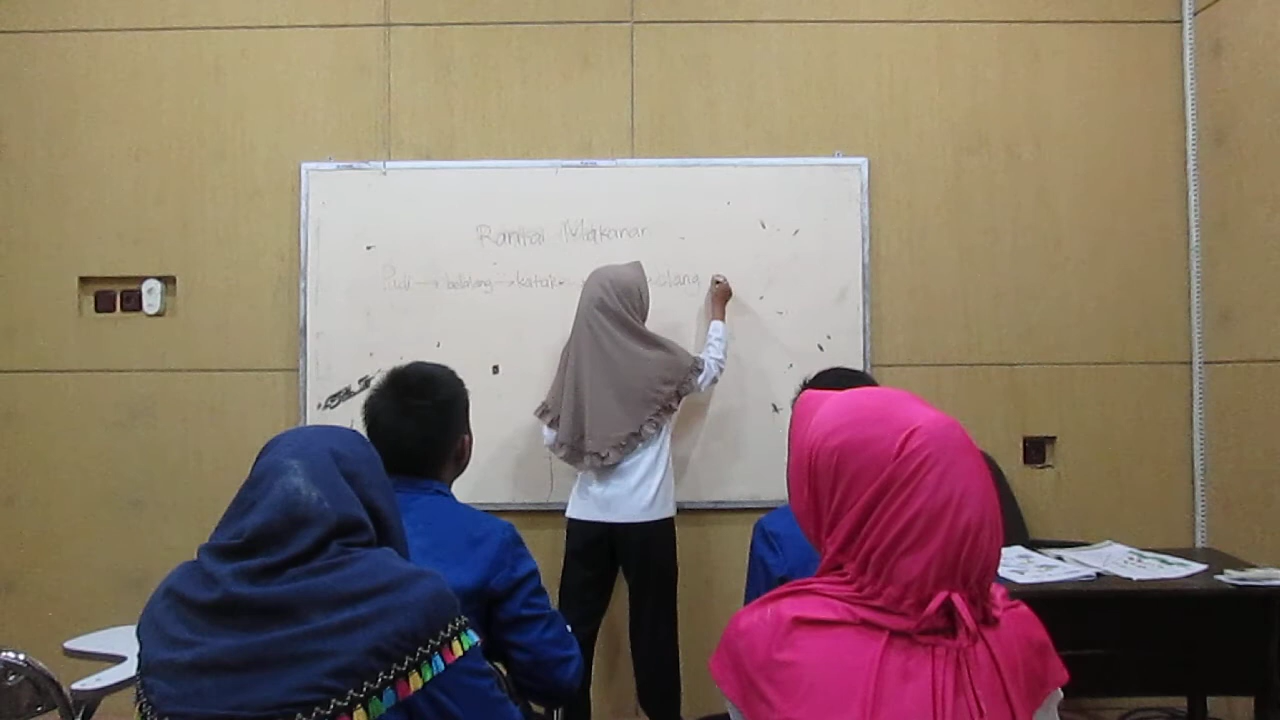 Rantai Makanan
Padi → belalang → katak → elang